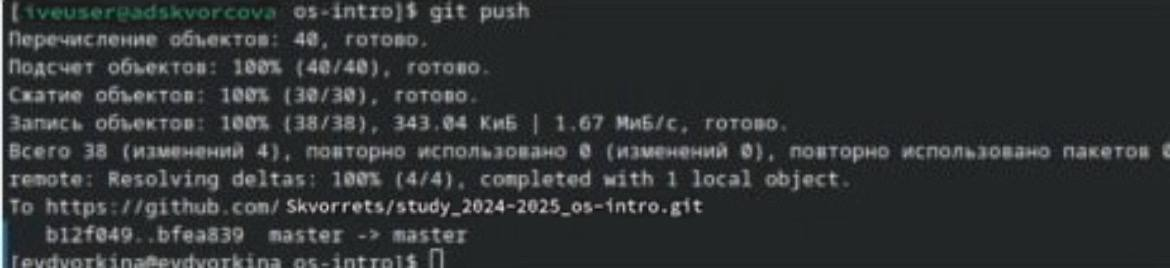 [iveuser@adskvorcova os-intro]$ git push
Перечисление объектов: 40, готово.
Подсчет объектов: 100% (40/40), готово.
Сжатие объектов: 100% (30/30), готово.
Запись объектов: 100% (38/38), 343.04 КиБ | 1.67 МиБ/с, готово.
Всего 38 (изменений 4), повторно использовано 0 (изменений 0), повторно использовано пакетов 0
remote: Resolving deltas: 100% (4/4), completed with 1 local object.
To https://github.com/Skvorrets/study_2024-2025_os-intro.git
b12f049..bfea839 master -> master
[evdvorkina@evdvorkina os-intro]$